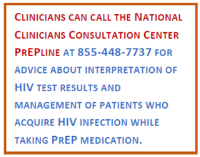 Clinicians can call the National
Clinicians Consultation Center
PrEPline at 855-448-7737 for
advice about interpretation of
HIV test results and
management of patients who
acquire HIV infection while
taking PrEP medication.